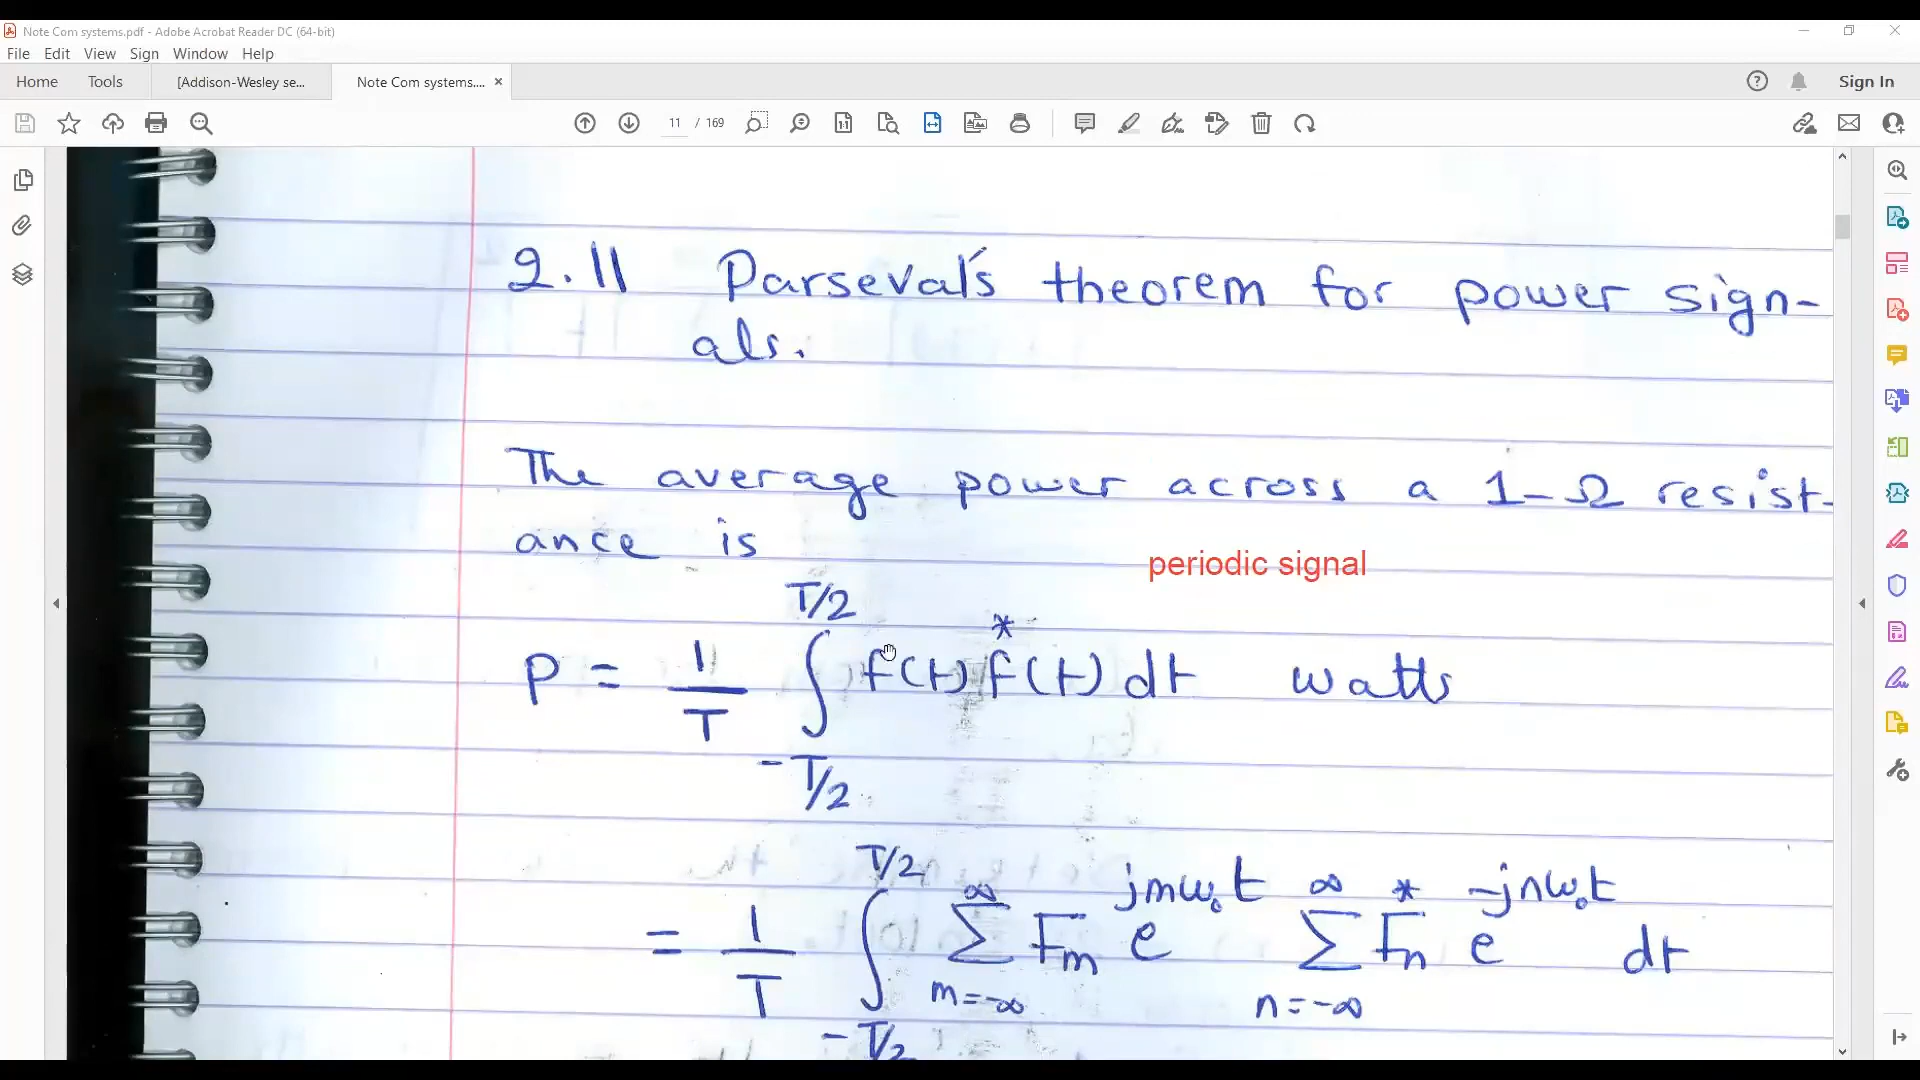 Note Com systems.pdf - Adobe Acrobat Reader DC (64-bit)
File Edit View Sign Window Help
Home Tools [Addison-Wesley se... Note Com systems.... × Sign In
11 / 169
2.11 Parseval's theorem for power sign-
als.
The average power across a 1-Ω resist-
ance is
periodic signal
P = 1/T ∫_{-T/2}^{T/2} f(t) f*(t) dt watts
= 1/T ∫_{-T/2}^{T/2} Σ_{m=-∞}^{∞} F_m e^{jmω₀t} Σ_{n=-∞}^{∞} F*_n e^{-jnω₀t} dt